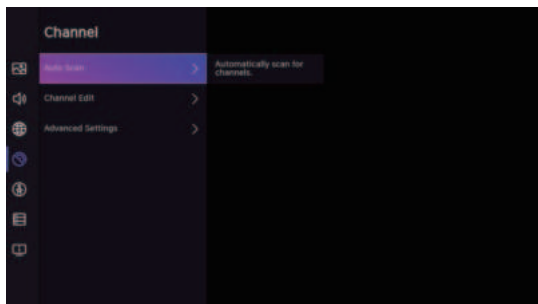 Channel
Auto Scan
Automatically scan for
channels.
Channel Edit
Advanced Settings